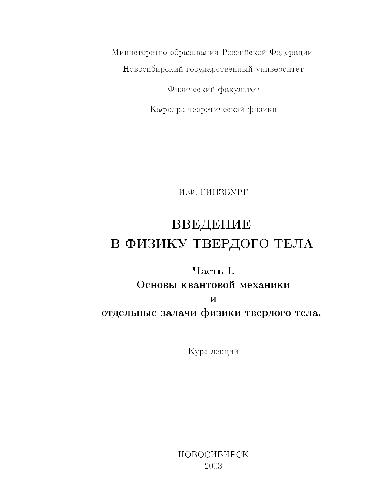 Министерство образования Российской Федерации
Новосибирский государственный университет
Физический факультет
Кафедра теоретической физики
И.Ф. ГИНЗБУРГ
ВВЕДЕНИЕ
В ФИЗИКУ ТВЕРДОГО ТЕЛА
Часть I.
Основы квантовой механики
и
отдельные задачи физики твердого тела.
Курс лекций
НОВОСИБИРСК
2003